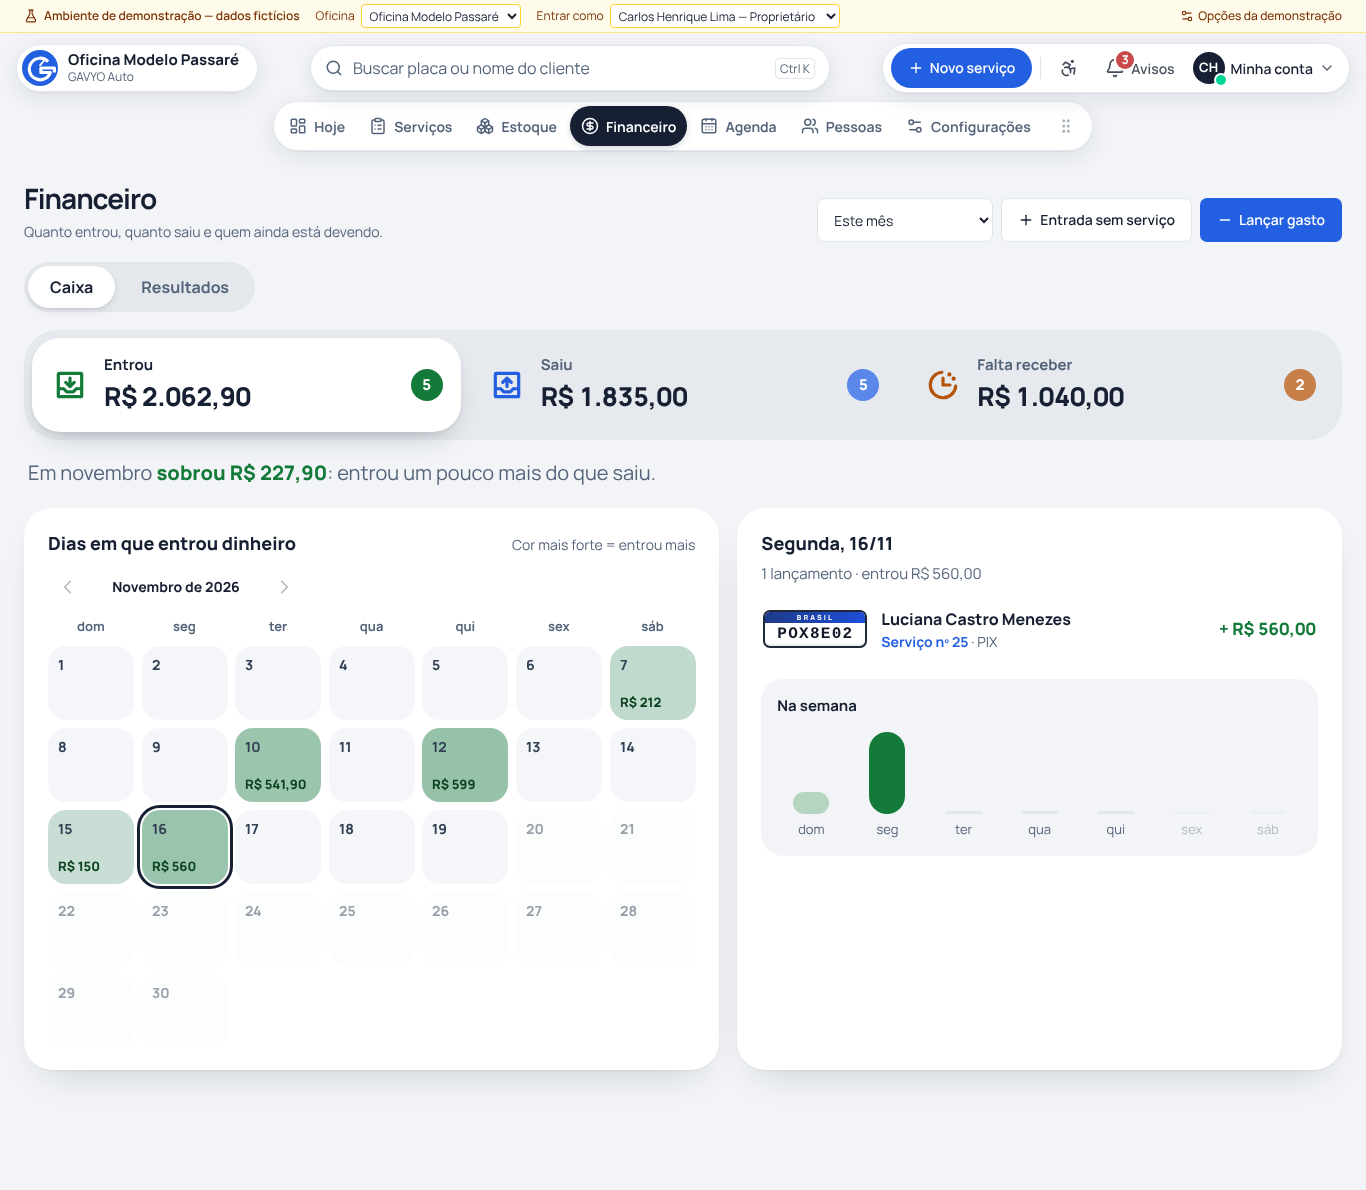 Ambiente de demonstração — dados fictícios Oficina Oficina Modelo Passaré Entrar como Carlos Henrique Lima — Proprietário Opções da demonstração
Oficina Modelo Passaré
GAVYO Auto
Buscar placa ou nome do cliente Ctrl K
+ Novo serviço 3 Avisos CH Minha conta
Hoje Serviços Estoque Financeiro Agenda Pessoas Configurações
Financeiro
Quanto entrou, quanto saiu e quem ainda está devendo.
Este mês + Entrada sem serviço − Lançar gasto
Caixa Resultados
Entrou
R$ 2.062,90 5
Saiu
R$ 1.835,00 5
Falta receber
R$ 1.040,00 2
Em novembro sobrou R$ 227,90: entrou um pouco mais do que saiu.
Dias em que entrou dinheiro Cor mais forte = entrou mais
Novembro de 2026
dom seg ter qua qui sex sáb
1 2 3 4 5 6 7
R$ 212
8 9 10 11 12 13 14
R$ 541,90 R$ 599
15 16 17 18 19 20 21
R$ 150 R$ 560
22 23 24 25 26 27 28
29 30
Segunda, 16/11
1 lançamento · entrou R$ 560,00
BRASIL
POX8E02
Luciana Castro Menezes
Serviço nº 25 · PIX
+ R$ 560,00
Na semana
dom seg ter qua qui sex sáb